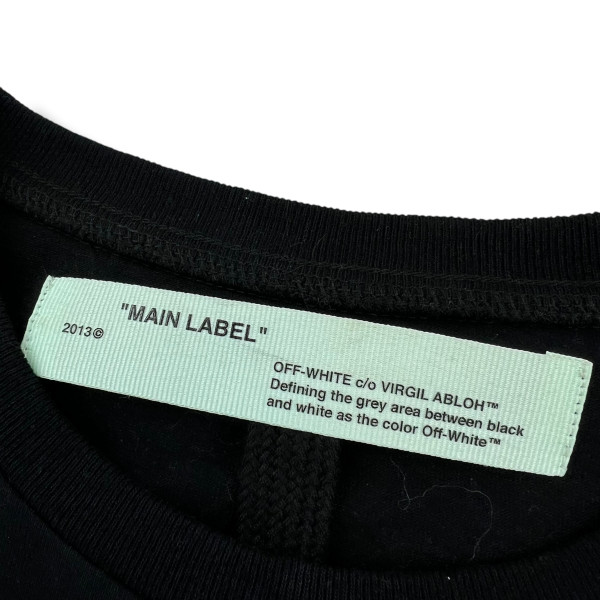 "MAIN LABEL"
2013©
OFF-WHITE c/o VIRGIL ABLOH™
Defining the grey area between black
and white as the color Off-White™